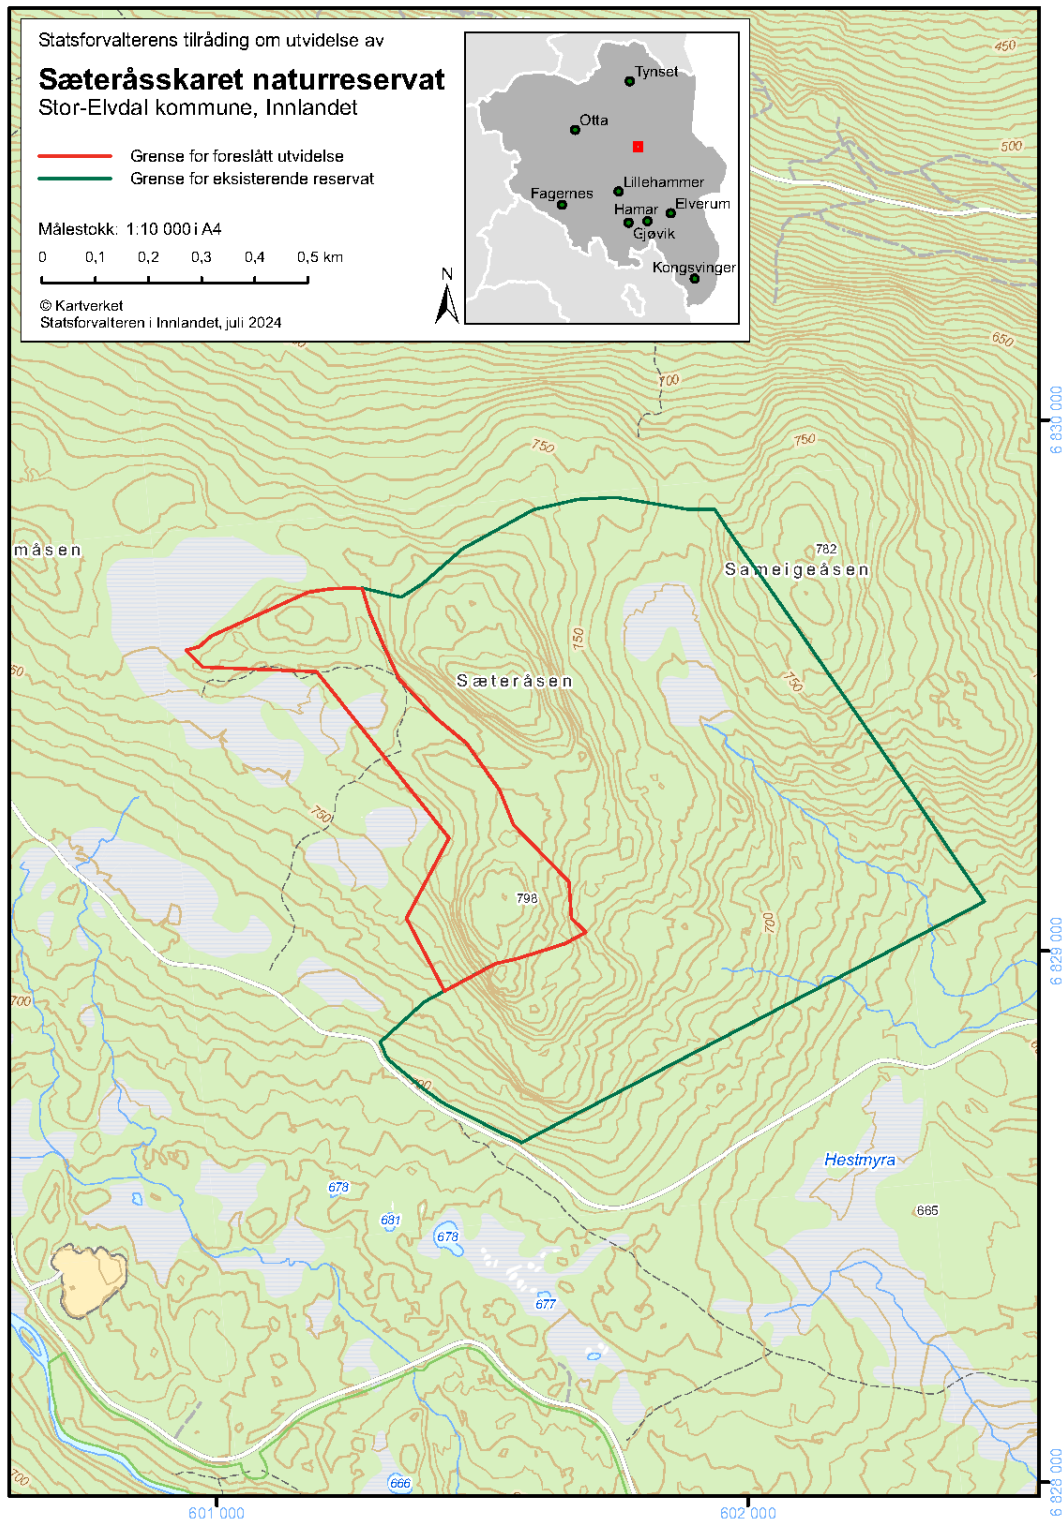 Statsforvalterens tilråding om utvidelse av
Sæteråsskaret naturreservat
Stor-Elvdal kommune, Innlandet
Grense for foreslått utvidelse
Grense for eksisterende reservat
Målestokk: 1:10 000 i A4
0 0,1 0,2 0,3 0,4 0,5 km
© Kartverket
Statsforvalteren i Innlandet, juli 2024
N
Tynset
Otta
Lillehammer
Fagernes
Elverum
Hamar
Gjøvik
Kongsvinger
450
500
650
700
750
750
6 830 000
måsen
782
Sameigeåsen
750
50
Sæteråsen
750
750
798
700
6 829 000
700
700
Hestmyra
678
681
678
665
677
700
666
6 828 000
601 000
602 000